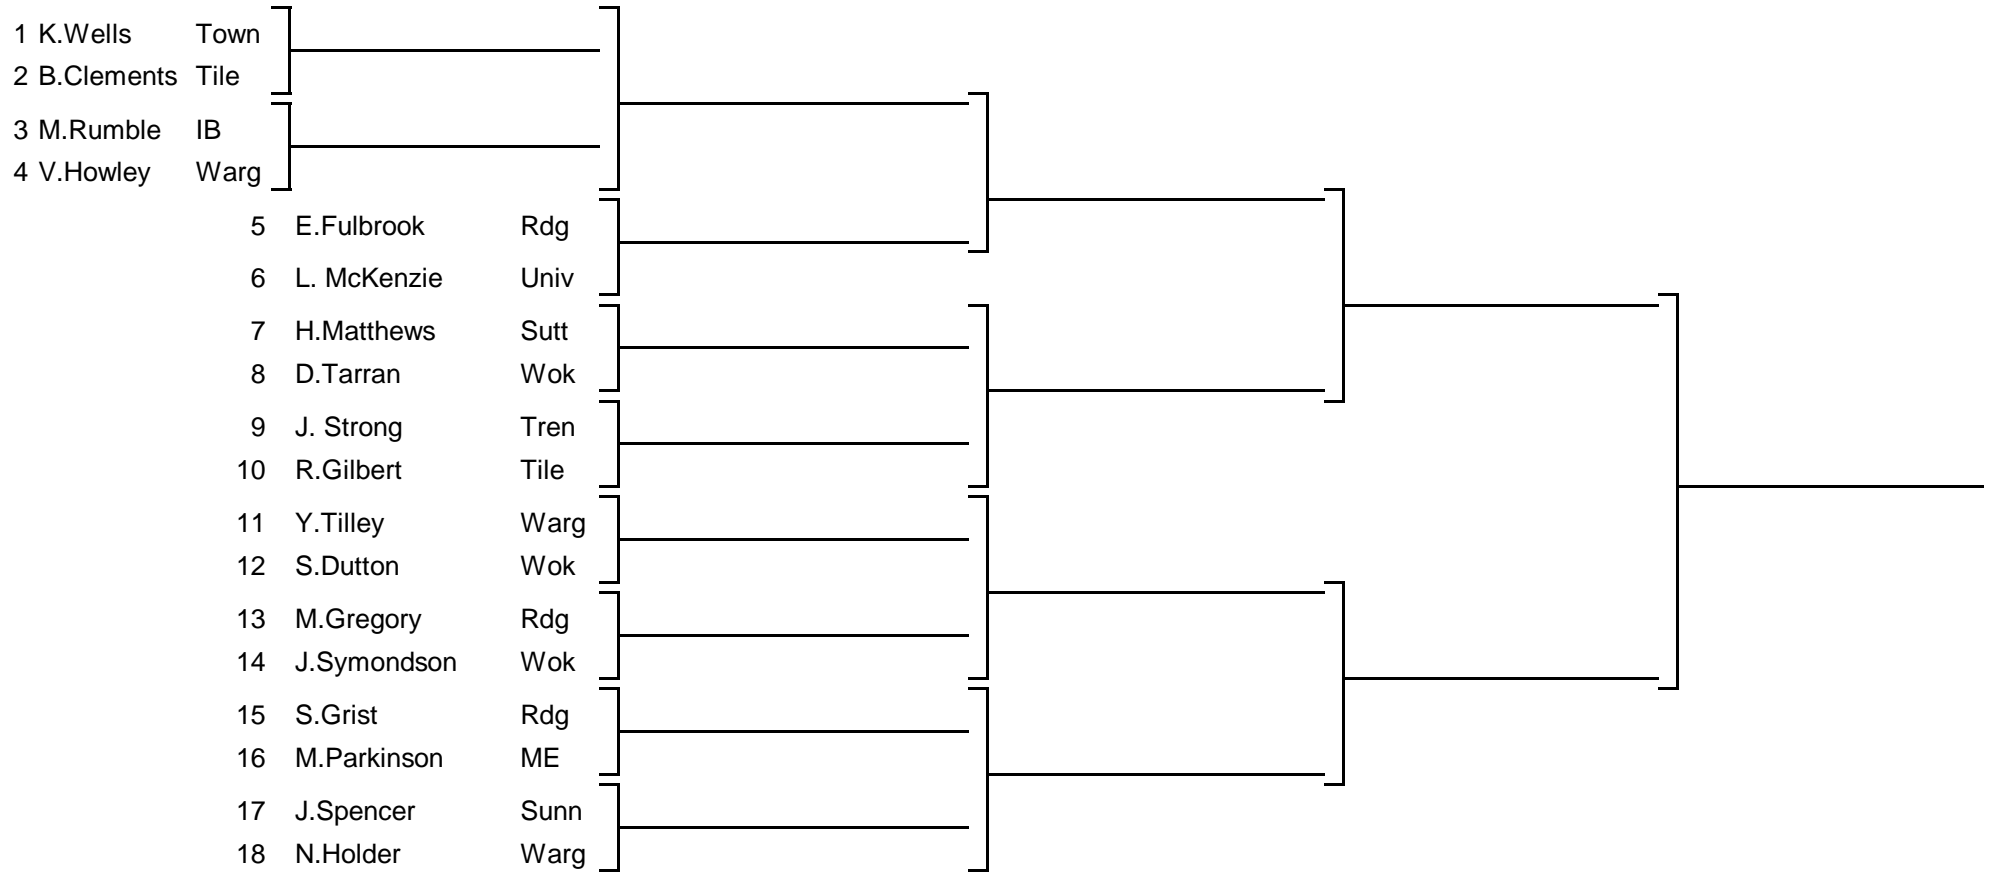 1 K.Wells Town
2 B.Clements Tile
3 M.Rumble IB
4 V.Howley Warg
5 E.Fulbrook Rdg
6 L. McKenzie Univ
7 H.Matthews Sutt
8 D.Tarran Wok
9 J. Strong Tren
10 R.Gilbert Tile
11 Y.Tilley Warg
12 S.Dutton Wok
13 M.Gregory Rdg
14 J.Symondson Wok
15 S.Grist Rdg
16 M.Parkinson ME
17 J.Spencer Sunn
18 N.Holder Warg